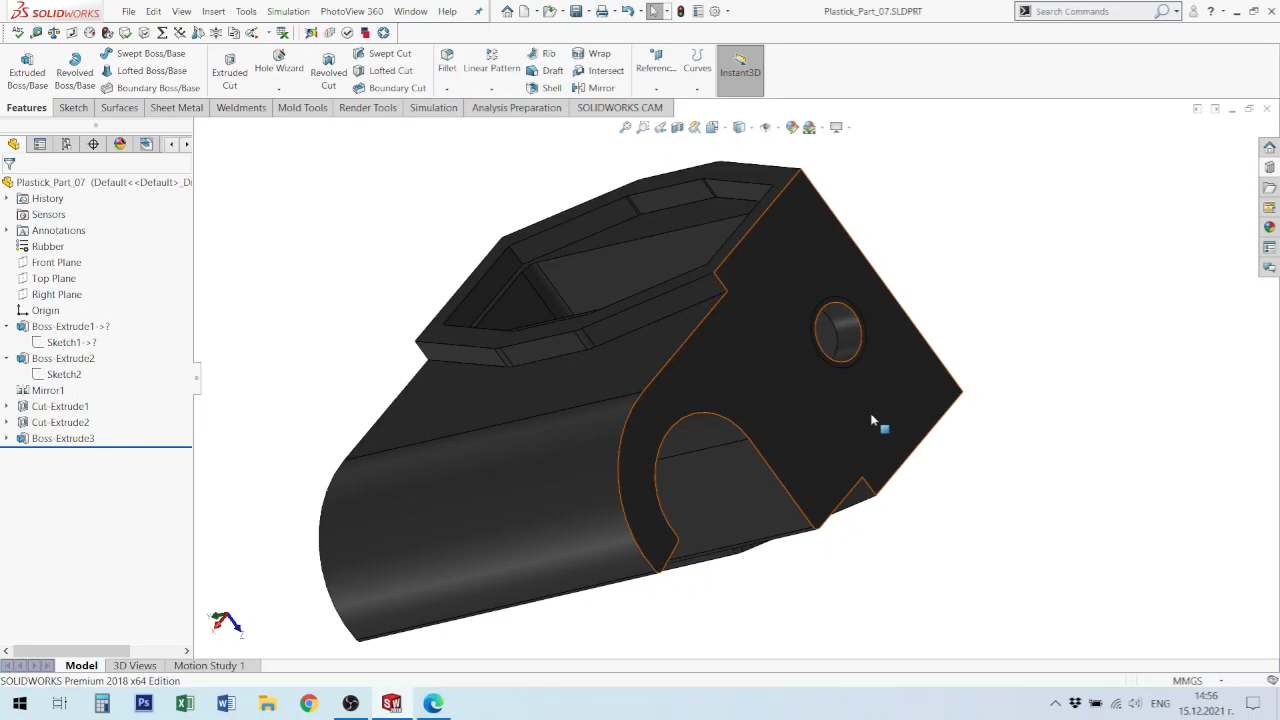 SOLIDWORKS File Edit View Insert Tools Simulation PhotoView 360 Window Help Plastick_Part_07.SLDPRT Search Commands
Extruded Boss/Base Revolved Boss/Base Swept Boss/Base Lofted Boss/Base Boundary Boss/Base Extruded Cut Hole Wizard Revolved Cut Swept Cut Lofted Cut Boundary Cut Fillet Linear Pattern Rib Draft Shell Wrap Intersect Mirror Referenc... Curves Instant3D
Features Sketch Surfaces Sheet Metal Weldments Mold Tools Render Tools Simulation Analysis Preparation SOLIDWORKS CAM
Plastick_Part_07 (Default<<Default>_Di
History
Sensors
Annotations
Rubber
Front Plane
Top Plane
Right Plane
Origin
Boss-Extrude1->?
Sketch1->?
Boss-Extrude2
Sketch2
Mirror1
Cut-Extrude1
Cut-Extrude2
Boss-Extrude3
Model 3D Views Motion Study 1
SOLIDWORKS Premium 2018 x64 Edition MMGS
ENG 14:56
15.12.2021 г.